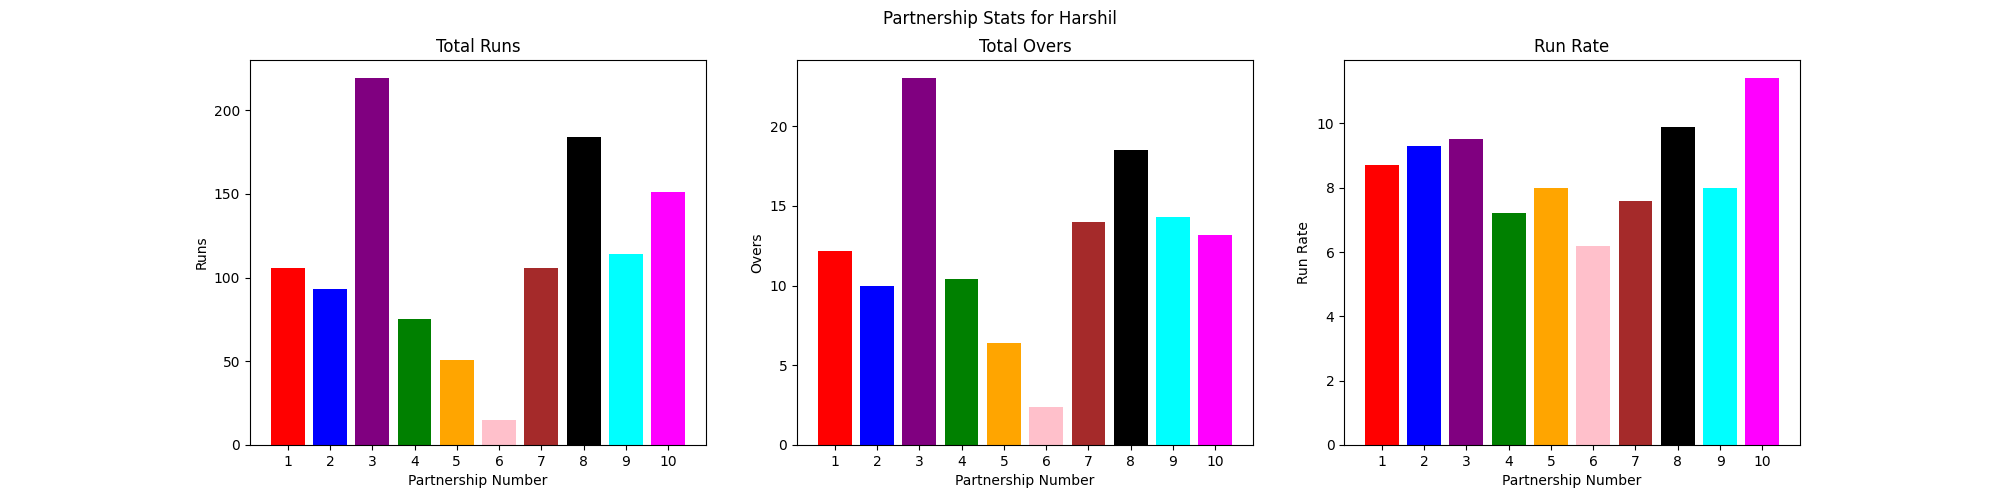 Partnership Stats for Harshil
Total Runs
Runs
200
150
100
50
0
1 2 3 4 5 6 7 8 9 10
Partnership Number
Total Overs
Overs
20
15
10
5
0
1 2 3 4 5 6 7 8 9 10
Partnership Number
Run Rate
Run Rate
10
8
6
4
2
0
1 2 3 4 5 6 7 8 9 10
Partnership Number